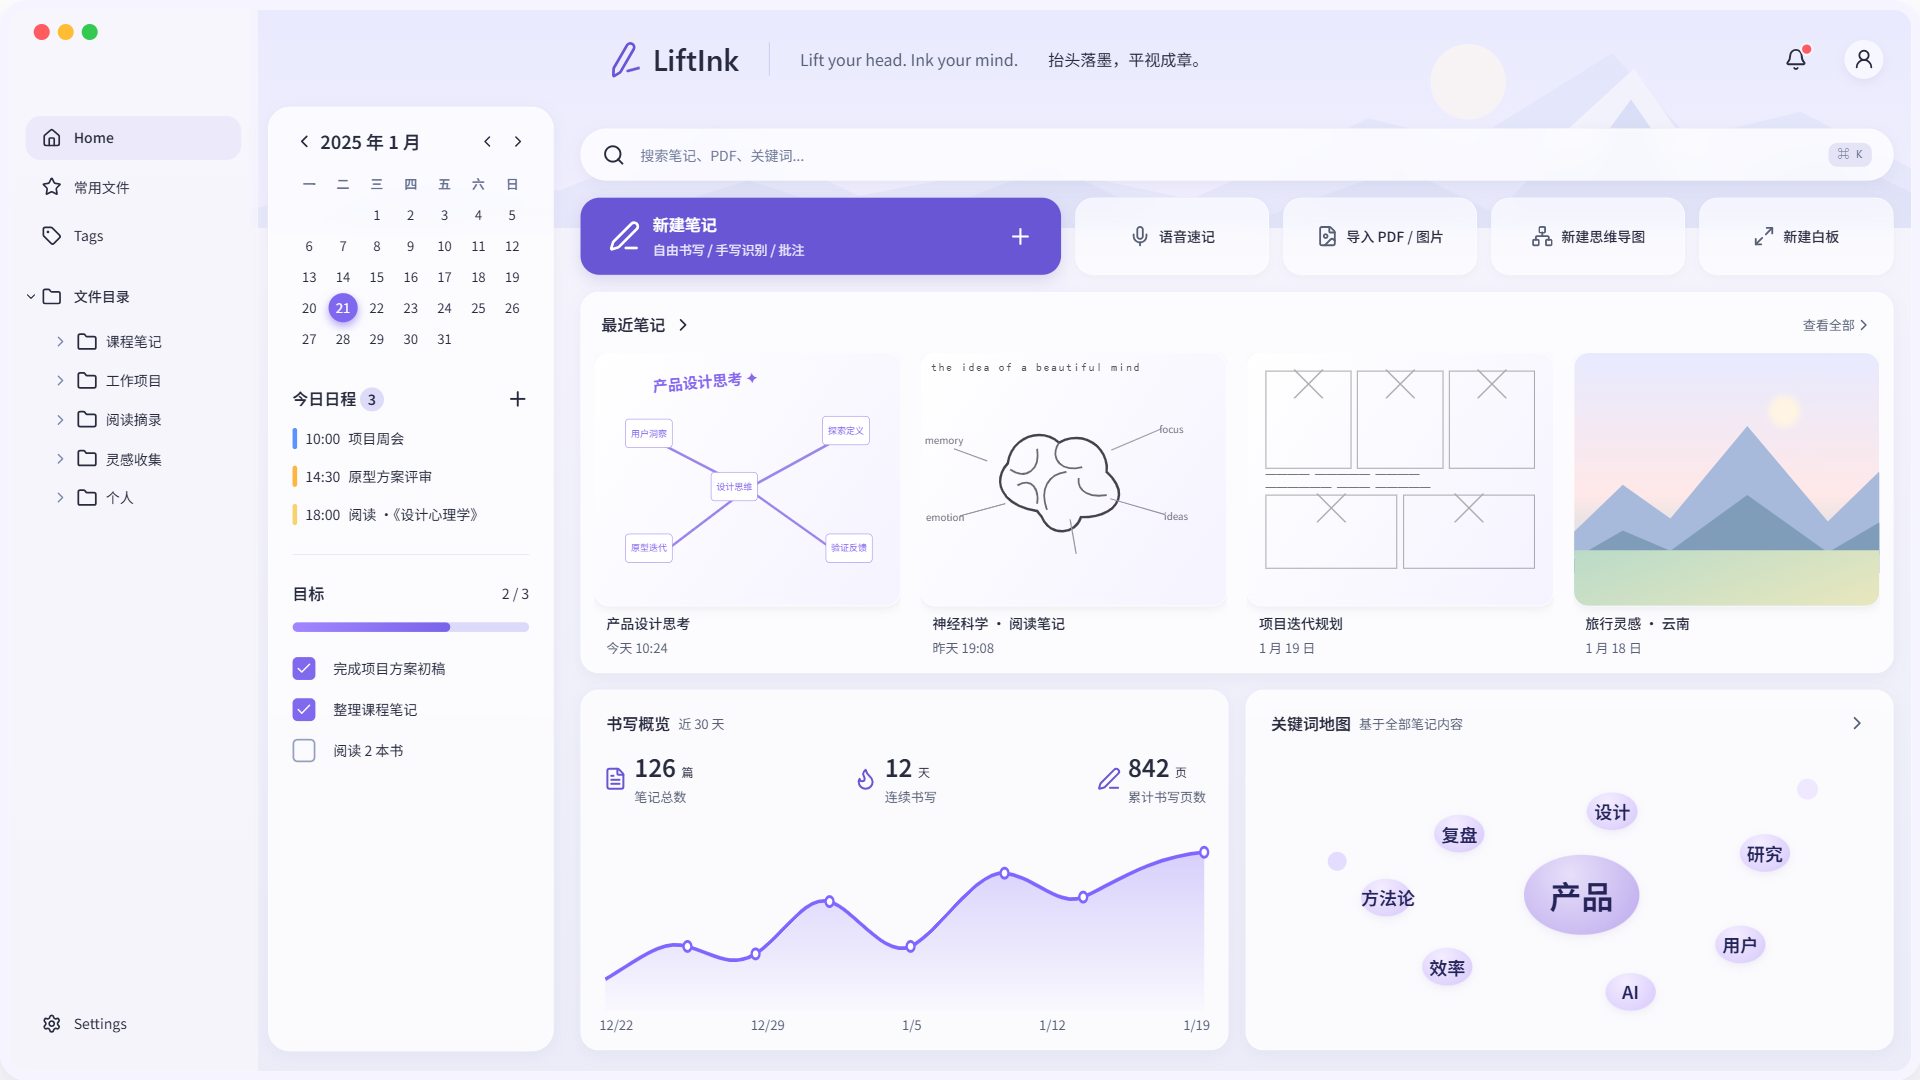 LiftInk
Lift your head. Ink your mind.
抬头落墨，平视成章。
Home
常用文件
Tags
文件目录
课程笔记
工作项目
阅读摘录
灵感收集
个人
Settings
2025 年 1 月
一 二 三 四 五 六 日
1 2 3 4 5
6 7 8 9 10 11 12
13 14 15 16 17 18 19
20 21 22 23 24 25 26
27 28 29 30 31
今日日程 3
10:00 项目周会
14:30 原型方案评审
18:00 阅读 ·《设计心理学》
目标 2 / 3
完成项目方案初稿
整理课程笔记
阅读 2 本书
搜索笔记、PDF、关键词...
⌘ K
新建笔记
自由书写 / 手写识别 / 批注
语音速记
导入 PDF / 图片
新建思维导图
新建白板
最近笔记
查看全部
产品设计思考 ✦
用户洞察
探索定义
设计思维
原型迭代
验证反馈
产品设计思考
今天 10:24
the idea of a beautiful mind
memory
focus
emotion
ideas
神经科学 · 阅读笔记
昨天 19:08
项目迭代规划
1 月 19 日
旅行灵感 · 云南
1 月 18 日
书写概览 近 30 天
126 篇
笔记总数
12 天
连续书写
842 页
累计书写页数
12/22 12/29 1/5 1/12 1/19
关键词地图 基于全部笔记内容
设计
复盘
研究
产品
方法论
用户
效率
AI